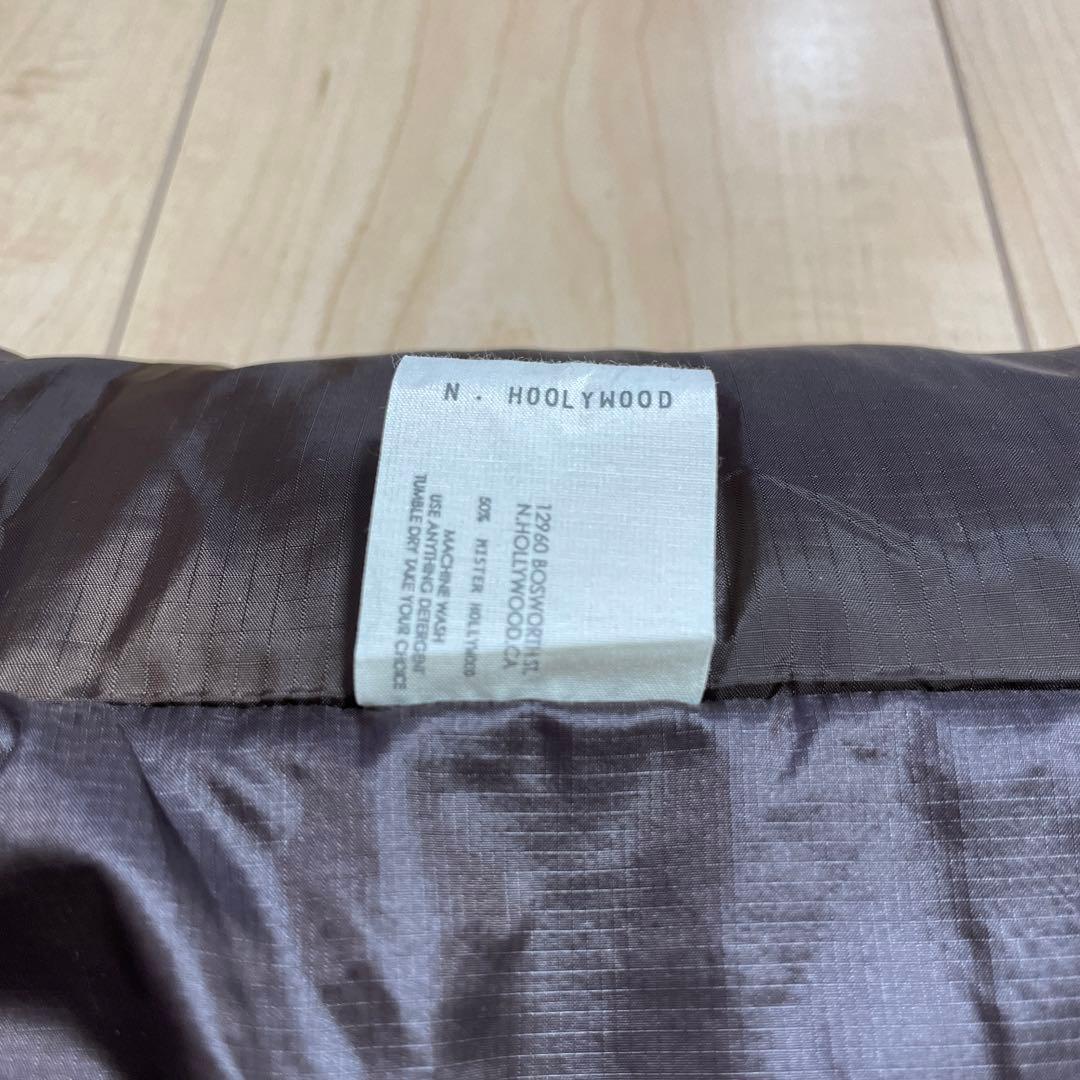 N. HOOLYWOOD
12960 BOSWORTH ST.
N.HOLLYWOOD.CA
50% MISTER HOLLYWOOD
MACHINE WASH
USE ANYTHING DETERGENT
TUMBLE DRY TAKE YOUR CHOICE